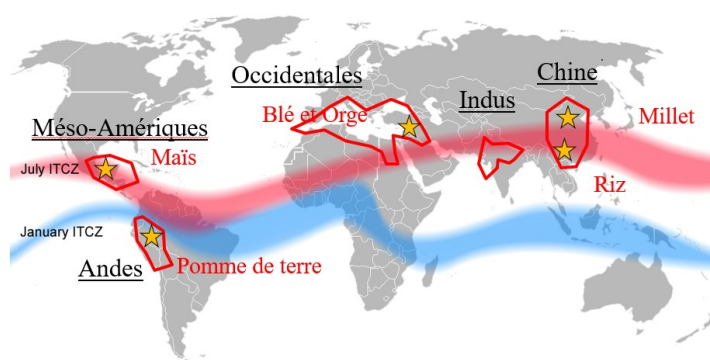 Occidentales
Chine
Blé et Orge
Indus
Millet
Méso-Amériques
Maïs
July ITCZ
Riz
January ITCZ
Andes
Pomme de terre